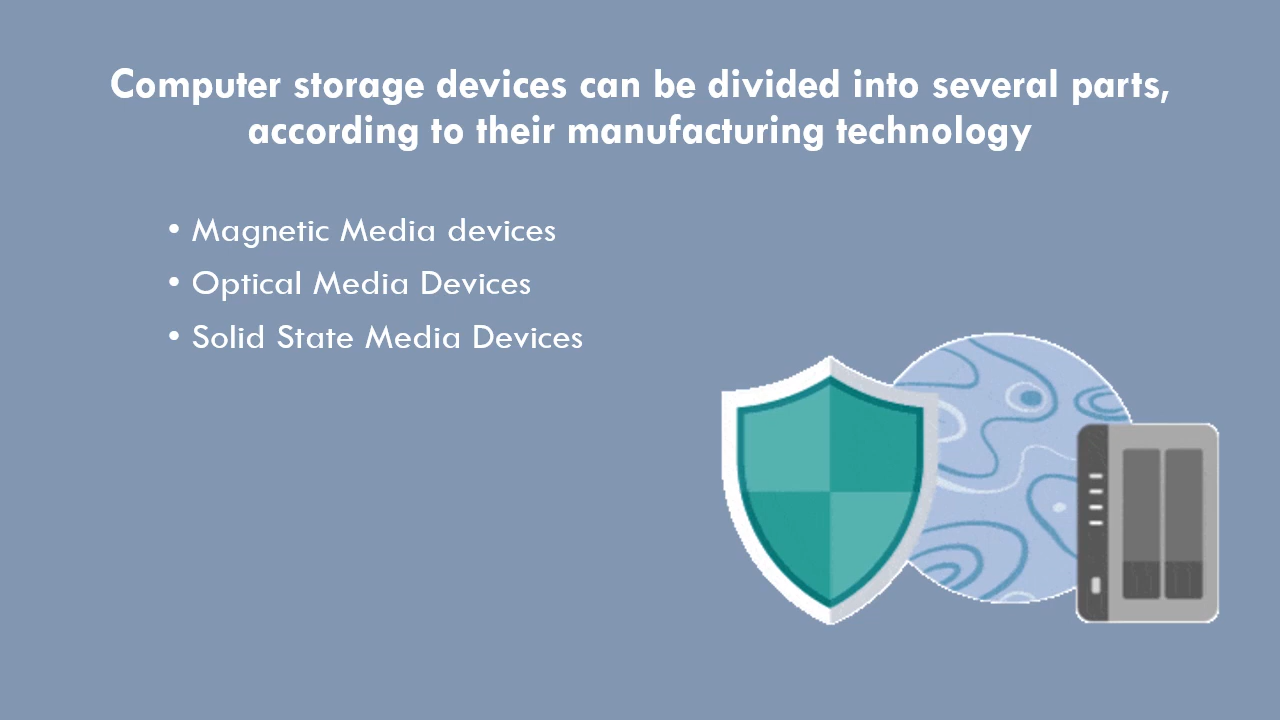 Computer storage devices can be divided into several parts,
according to their manufacturing technology
• Magnetic Media devices
• Optical Media Devices
• Solid State Media Devices